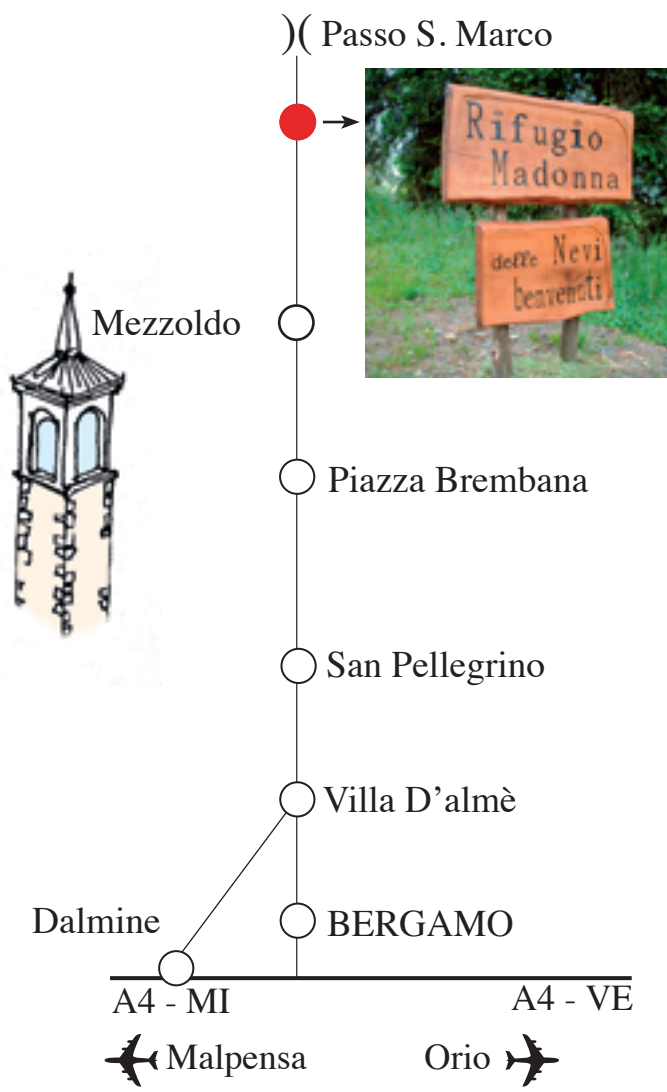 )( Passo S. Marco
Rifugio
Madonna
delle Nevi
benvenuti
Mezzoldo
Piazza Brembana
San Pellegrino
Villa D’almè
Dalmine
BERGAMO
A4 - MI
A4 - VE
Malpensa
Orio